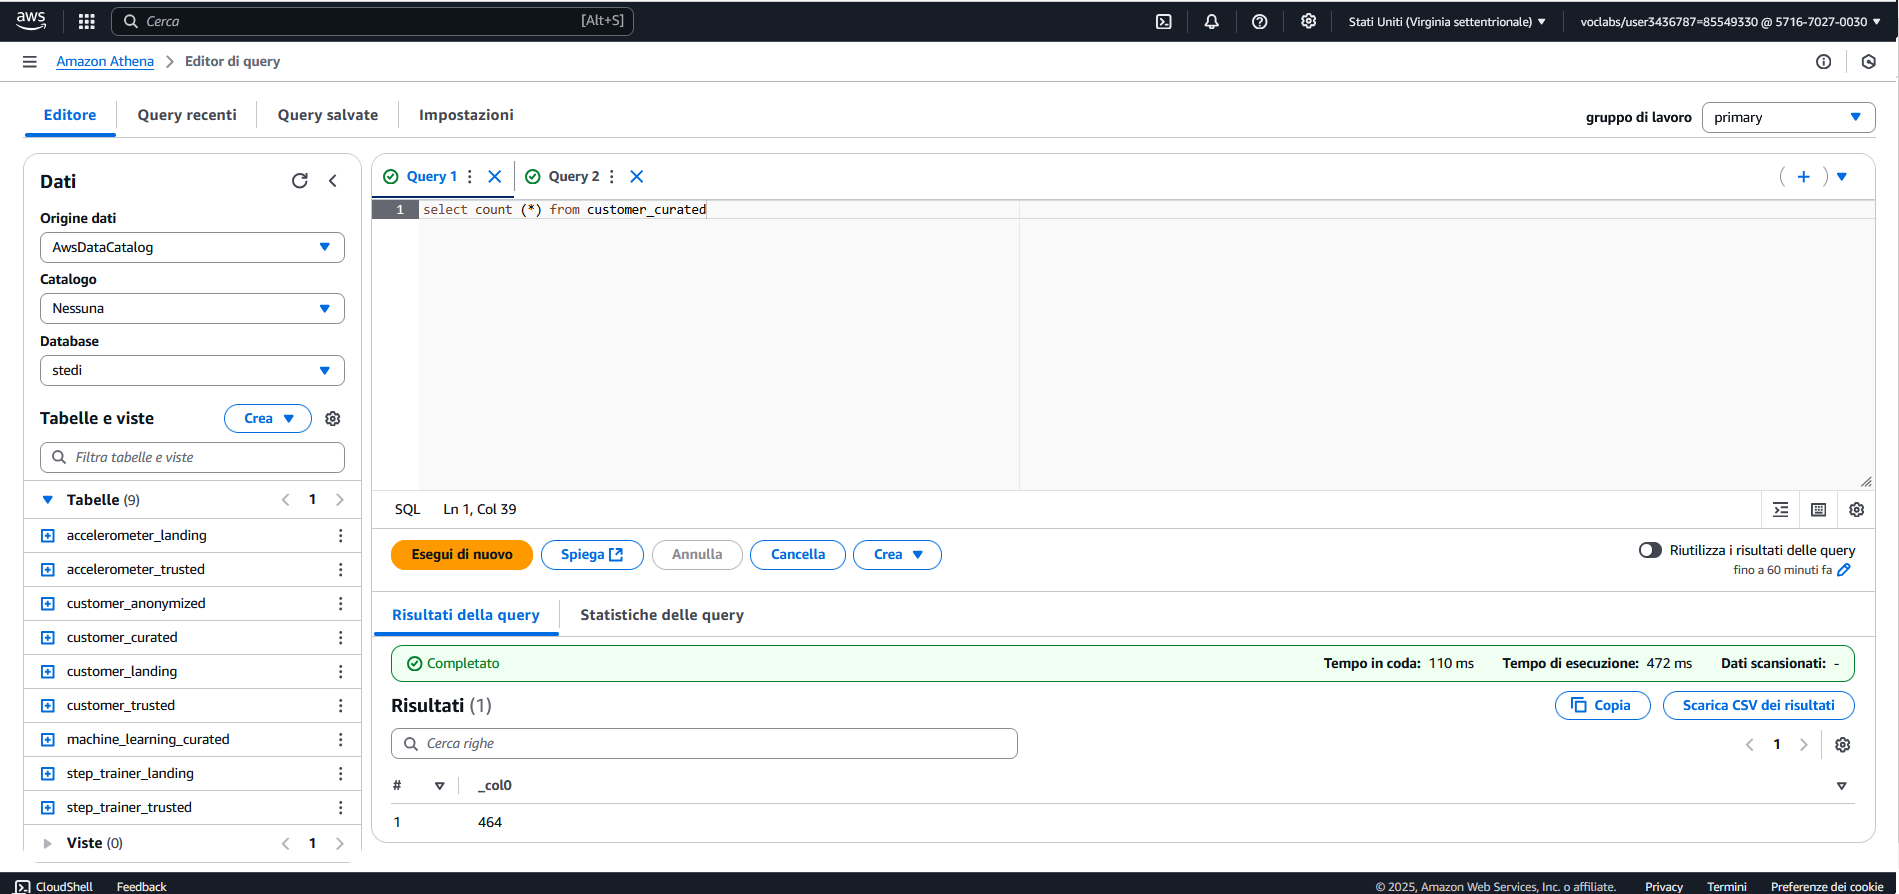 aws
Cerca [Alt+S] Stati Uniti (Virginia settentrionale) voclabs/user3436787=85549330 @ 5716-7027-0030
Amazon Athena Editor di query
Editore Query recenti Query salvate Impostazioni gruppo di lavoro primary
Dati
Origine dati
AwsDataCatalog
Catalogo
Nessuna
Database
stedi
Tabelle e viste Crea
Filtra tabelle e viste
Tabelle (9) 1
accelerometer_landing
accelerometer_trusted
customer_anonymized
customer_curated
customer_landing
customer_trusted
machine_learning_curated
step_trainer_landing
step_trainer_trusted
Viste (0) 1
Query 1 Query 2
1 select count (*) from customer_curated
SQL Ln 1, Col 39
Esegui di nuovo Spiega Annulla Cancella Crea
Riutilizza i risultati delle query
fino a 60 minuti fa
Risultati della query Statistiche delle query
Completato Tempo in coda: 110 ms Tempo di esecuzione: 472 ms Dati scansionati: -
Risultati (1) Copia Scarica CSV dei risultati
Cerca righe 1
# _col0
1 464
CloudShell Feedback © 2025, Amazon Web Services, Inc. o affiliate. Privacy Termini Preferenze dei cookie